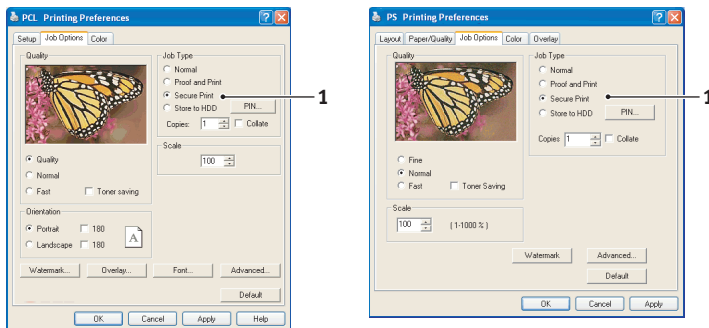 PCL Printing Preferences
Setup Job Options Color
Quality
Quality
Normal
Fast Toner saving
Orientation
Portrait 180
Landscape 180
A
Job Type
Normal
Proof and Print
Secure Print
Store to HDD PIN...
Copies: 1 Collate
Scale
100
Watermark... Overlay... Font... Advanced...
Default
OK Cancel Apply Help
1
PS Printing Preferences
Layout Paper/Quality Job Options Color Overlay
Quality
Fine
Normal
Fast Toner Saving
Scale
100 (1-1000 %)
Job Type
Normal
Proof and Print
Secure Print
Store to HDD PIN...
Copies 1 Collate
Watermark Advanced...
Default
OK Cancel Apply
1